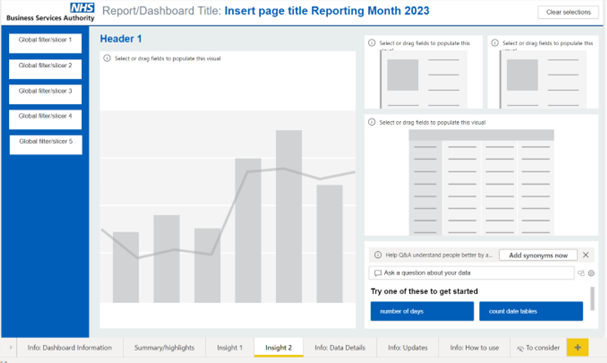 NHS
Business Services Authority
Report/Dashboard Title: Insert page title Reporting Month 2023
Clear selections
Global filter/slicer 1
Global filter/slicer 2
Global filter/slicer 3
Global filter/slicer 4
Global filter/slicer 5
Header 1
Select or drag fields to populate this visual
Select or drag fields to populate this
Select or drag fields to populate this
Select or drag fields to populate this visual
Help Q&A understand people better by a...
Add synonyms now
Ask a question about your data
Try one of these to get started
number of days
count date tables
Info: Dashboard Information
Summary/highlights
Insight 1
Insight 2
Info: Data Details
Info: Updates
Info: How to use
To consider